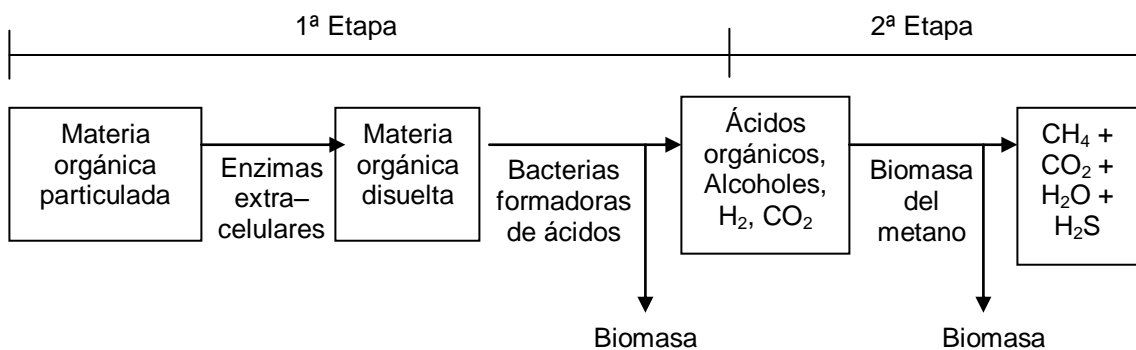 1ª Etapa
2ª Etapa
Materia
orgánica
particulada
Enzimas
extra–
celulares
Materia
orgánica
disuelta
Bacterias
formadoras
de ácidos
Biomasa
Ácidos
orgánicos,
Alcoholes,
H₂, CO₂
Biomasa
del
metano
Biomasa
CH₄ +
CO₂ +
H₂O +
H₂S